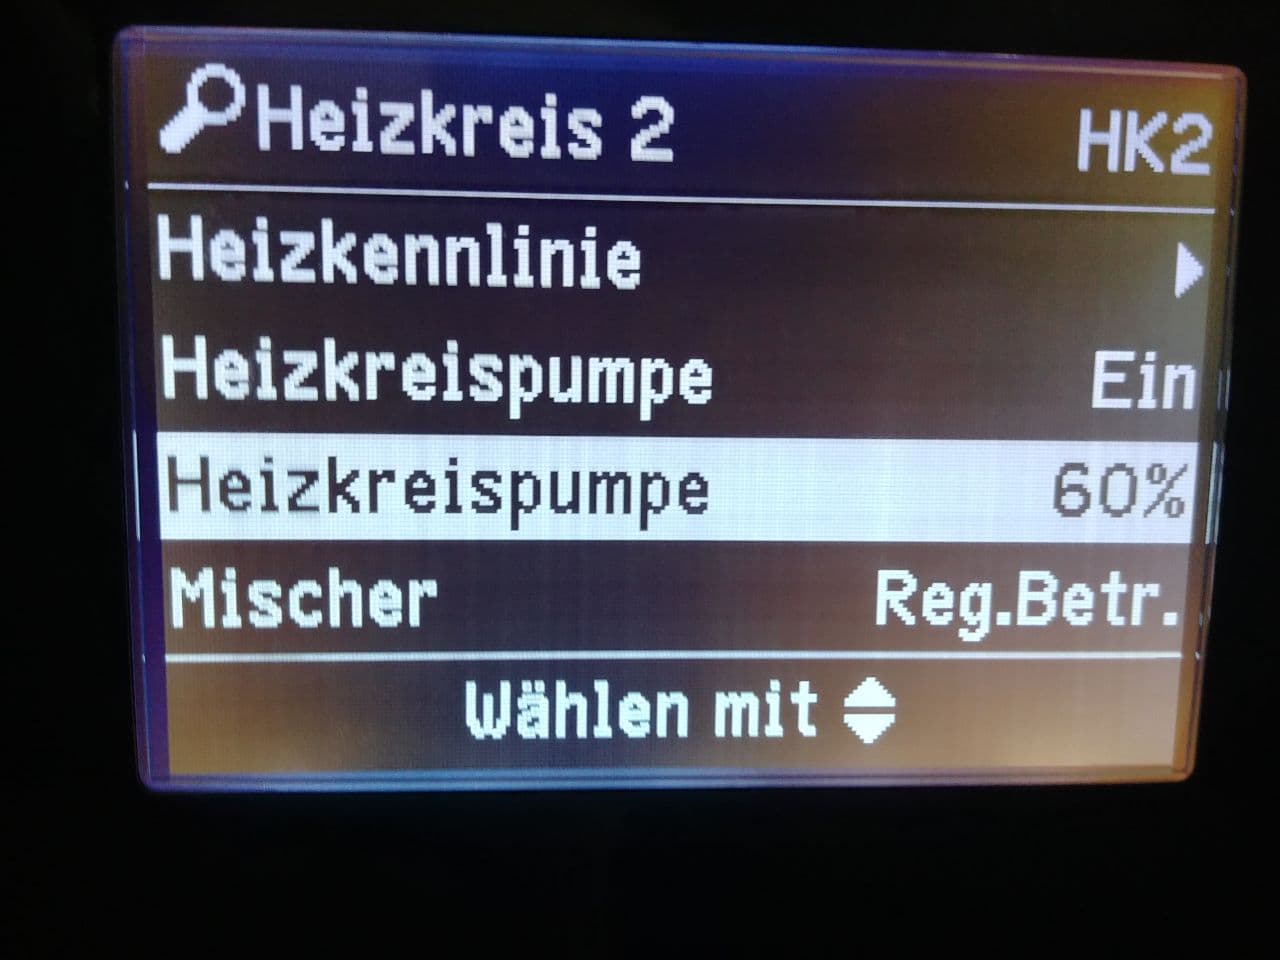 Heizkreis 2 HK2
Heizkennlinie
Heizkreispumpe Ein
Heizkreispumpe 60%
Mischer Reg.Betr.
Wählen mit